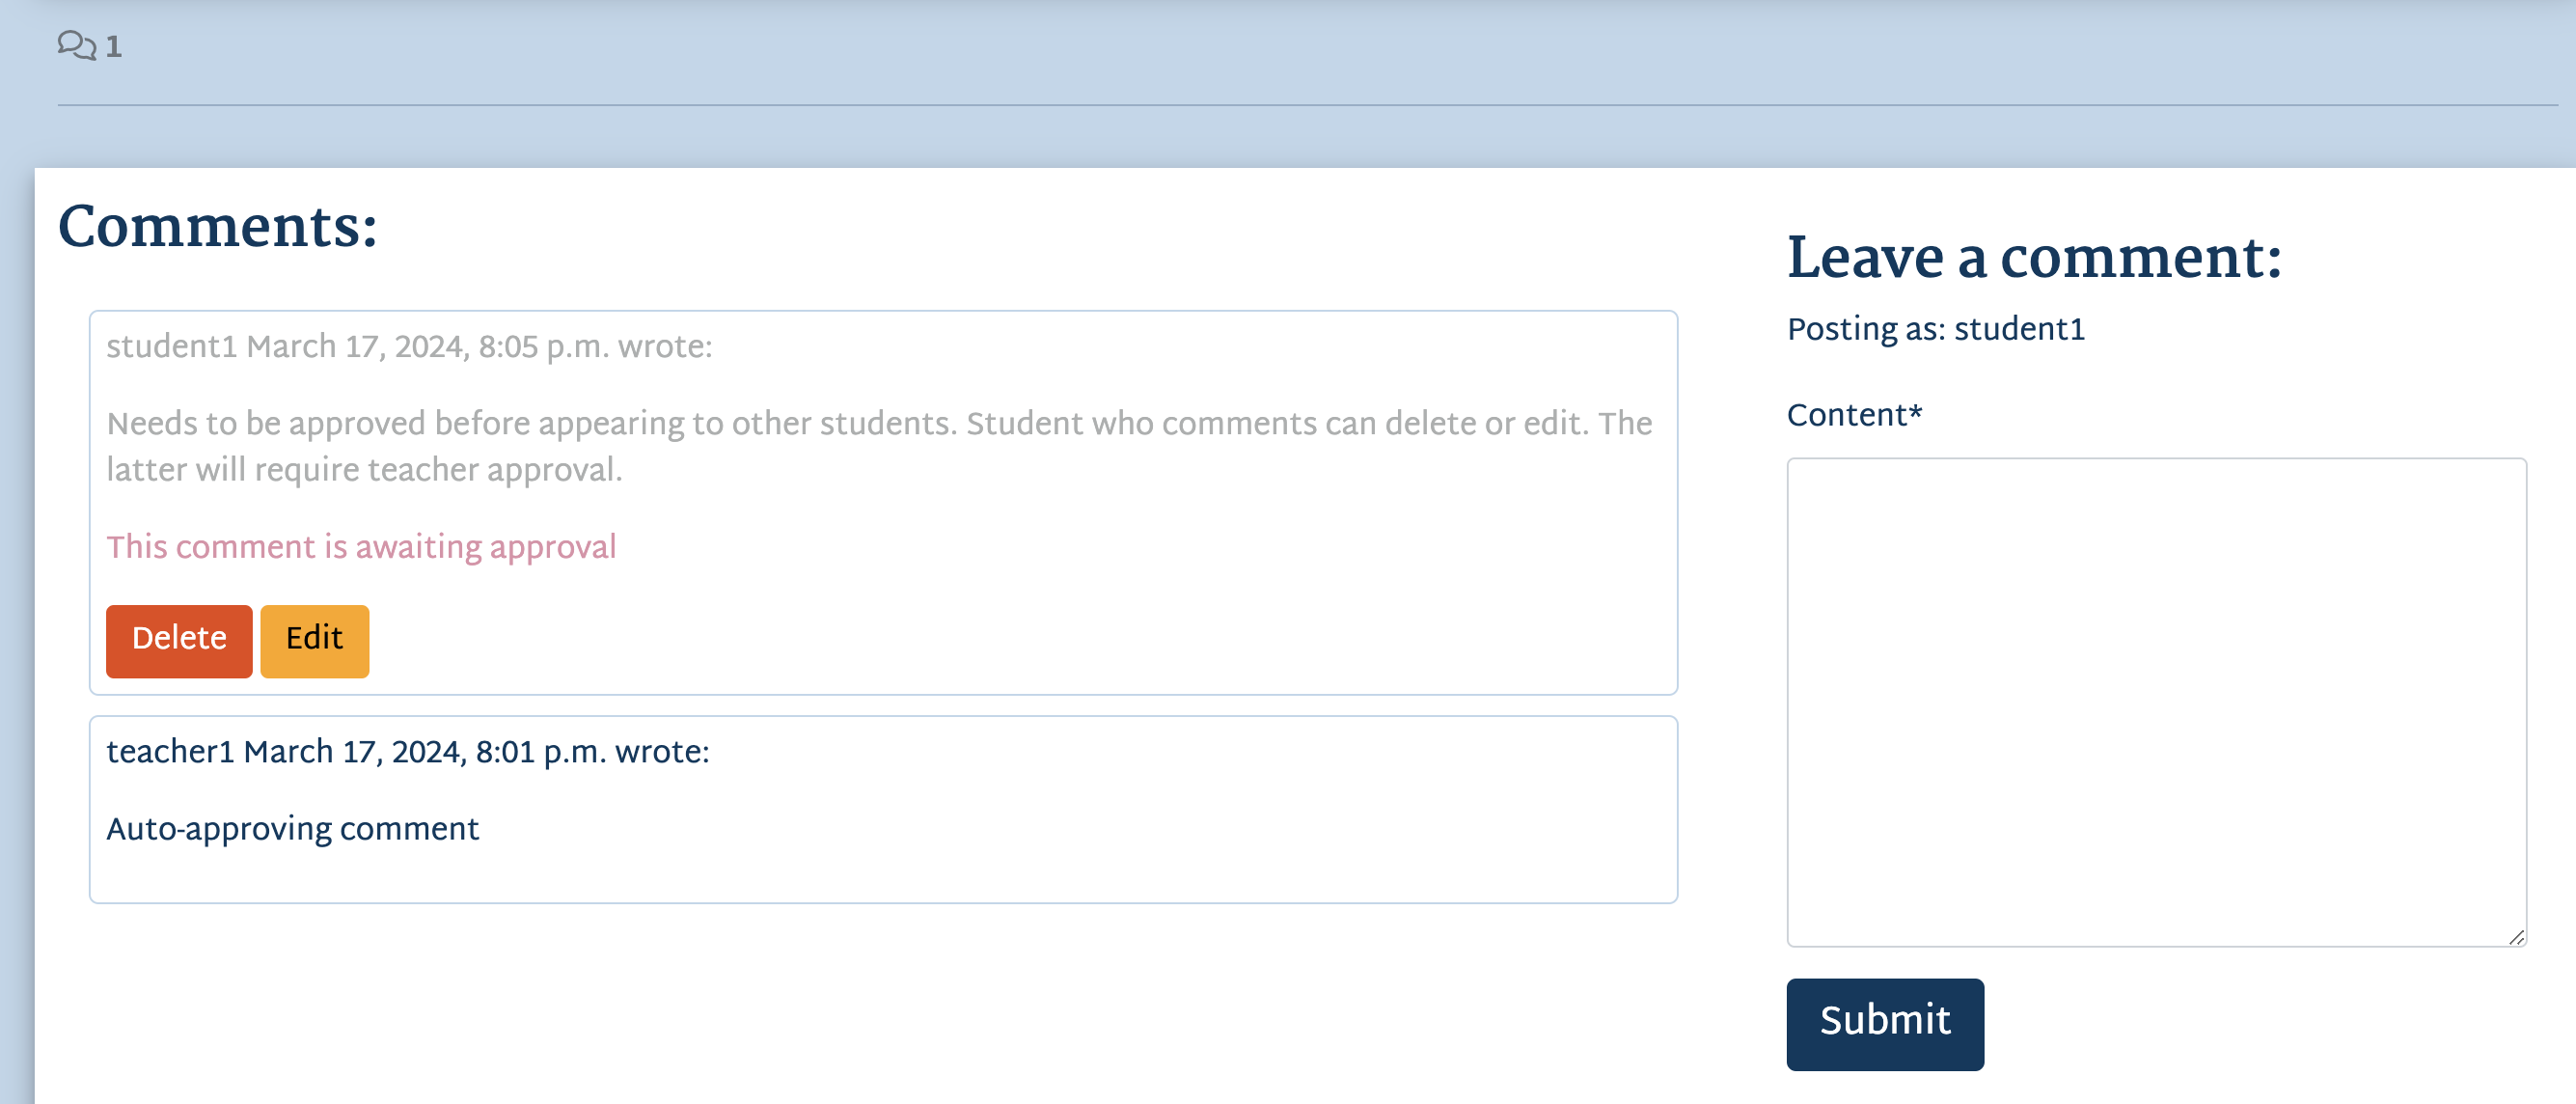 1
Comments:
student1 March 17, 2024, 8:05 p.m. wrote:
Needs to be approved before appearing to other students. Student who comments can delete or edit. The
latter will require teacher approval.
This comment is awaiting approval
Delete Edit
teacher1 March 17, 2024, 8:01 p.m. wrote:
Auto-approving comment
Leave a comment:
Posting as: student1
Content*
Submit